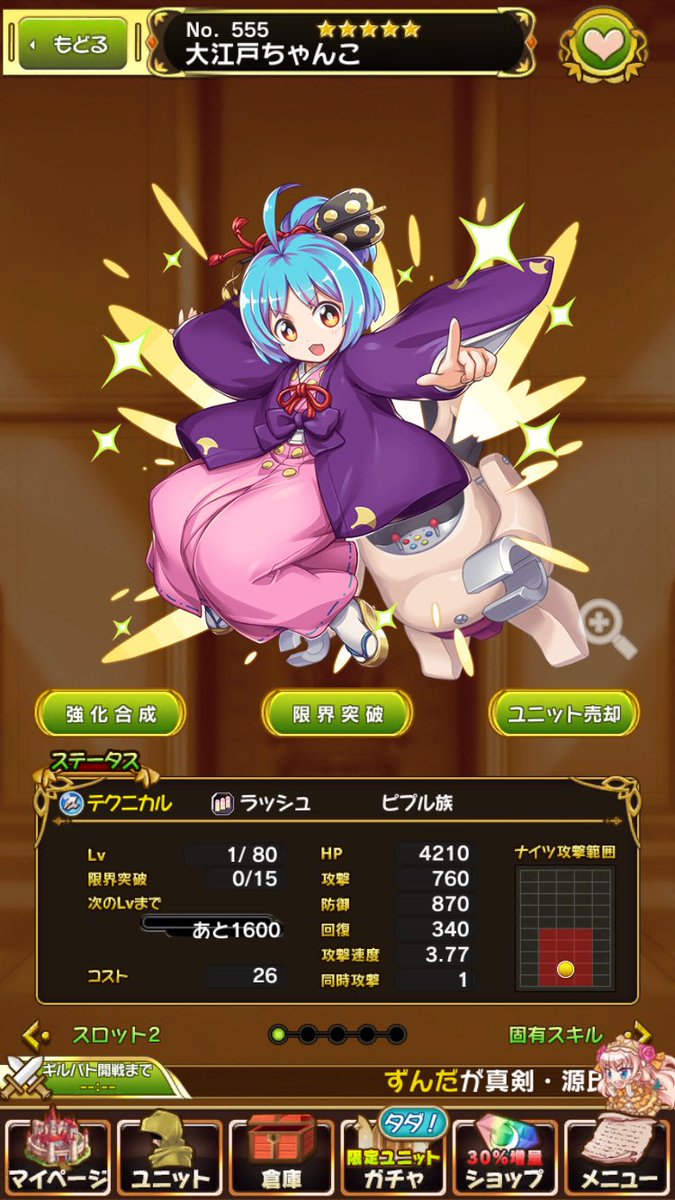 もどる
No. 555 ★★★★★
大江戸ちゃんこ
強化合成
限界突破
ユニット売却
ステータス
テクニカル ラッシュ ピプル族
Lv 1/ 80
限界突破 0/15
次のLvまで
あと1600
コスト 26
HP 4210
攻撃 760
防御 870
回復 340
攻撃速度 3.77
同時攻撃 1
ナイツ攻撃範囲
スロット2
固有スキル
ギルバト開戦まで
--:--
ずんだが真剣・源
マイページ
ユニット
倉庫
タダ!
限定ユニット
ガチャ
30%増量
ショップ
メニュー